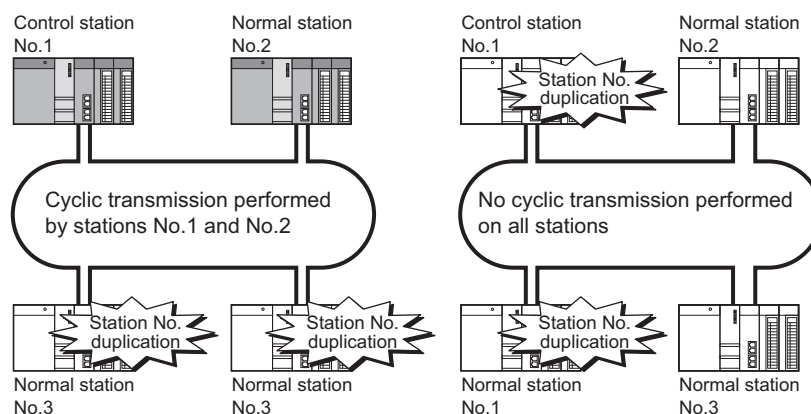 Control station
No.1
Normal station
No.2
Cyclic transmission performed
by stations No.1 and No.2
Station No.
duplication
Normal station
No.3
Station No.
duplication
Normal station
No.3
Control station
No.1
Station No.
duplication
Normal station
No.2
No cyclic transmission performed
on all stations
Station No.
duplication
Normal station
No.1
Normal station
No.3